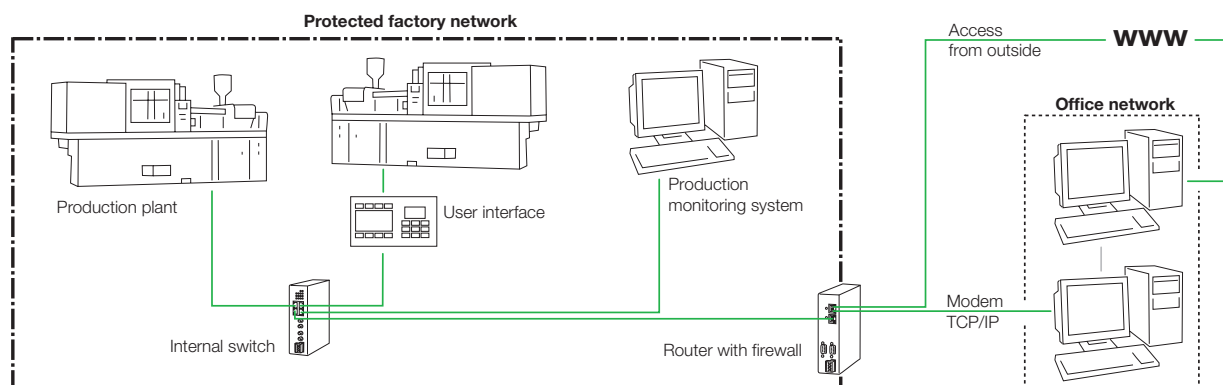 Protected factory network
Access
from outside
WWW
Office network
Production plant
User interface
Production
monitoring system
Modem
TCP/IP
Internal switch
Router with firewall